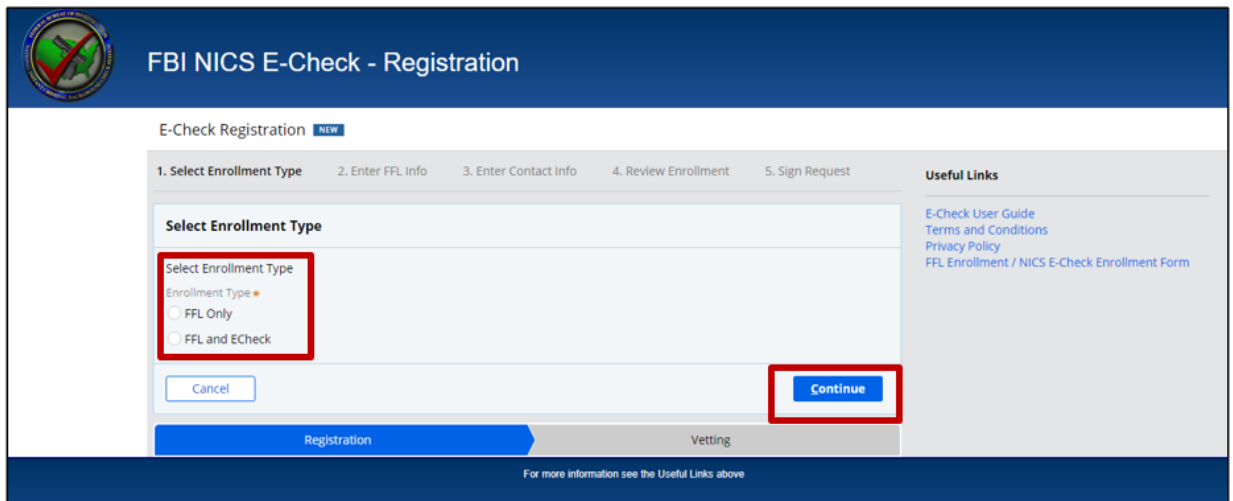 FBI NICS E-Check - Registration
E-Check Registration NEW
1. Select Enrollment Type 2. Enter FFL Info 3. Enter Contact Info 4. Review Enrollment 5. Sign Request
Select Enrollment Type
Select Enrollment Type
Enrollment Type ★
FFL Only
FFL and ECheck
Cancel
Continue
Registration
Vetting
Useful Links
E-Check User Guide
Terms and Conditions
Privacy Policy
FFL Enrollment / NICS E-Check Enrollment Form
For more information see the Useful Links above